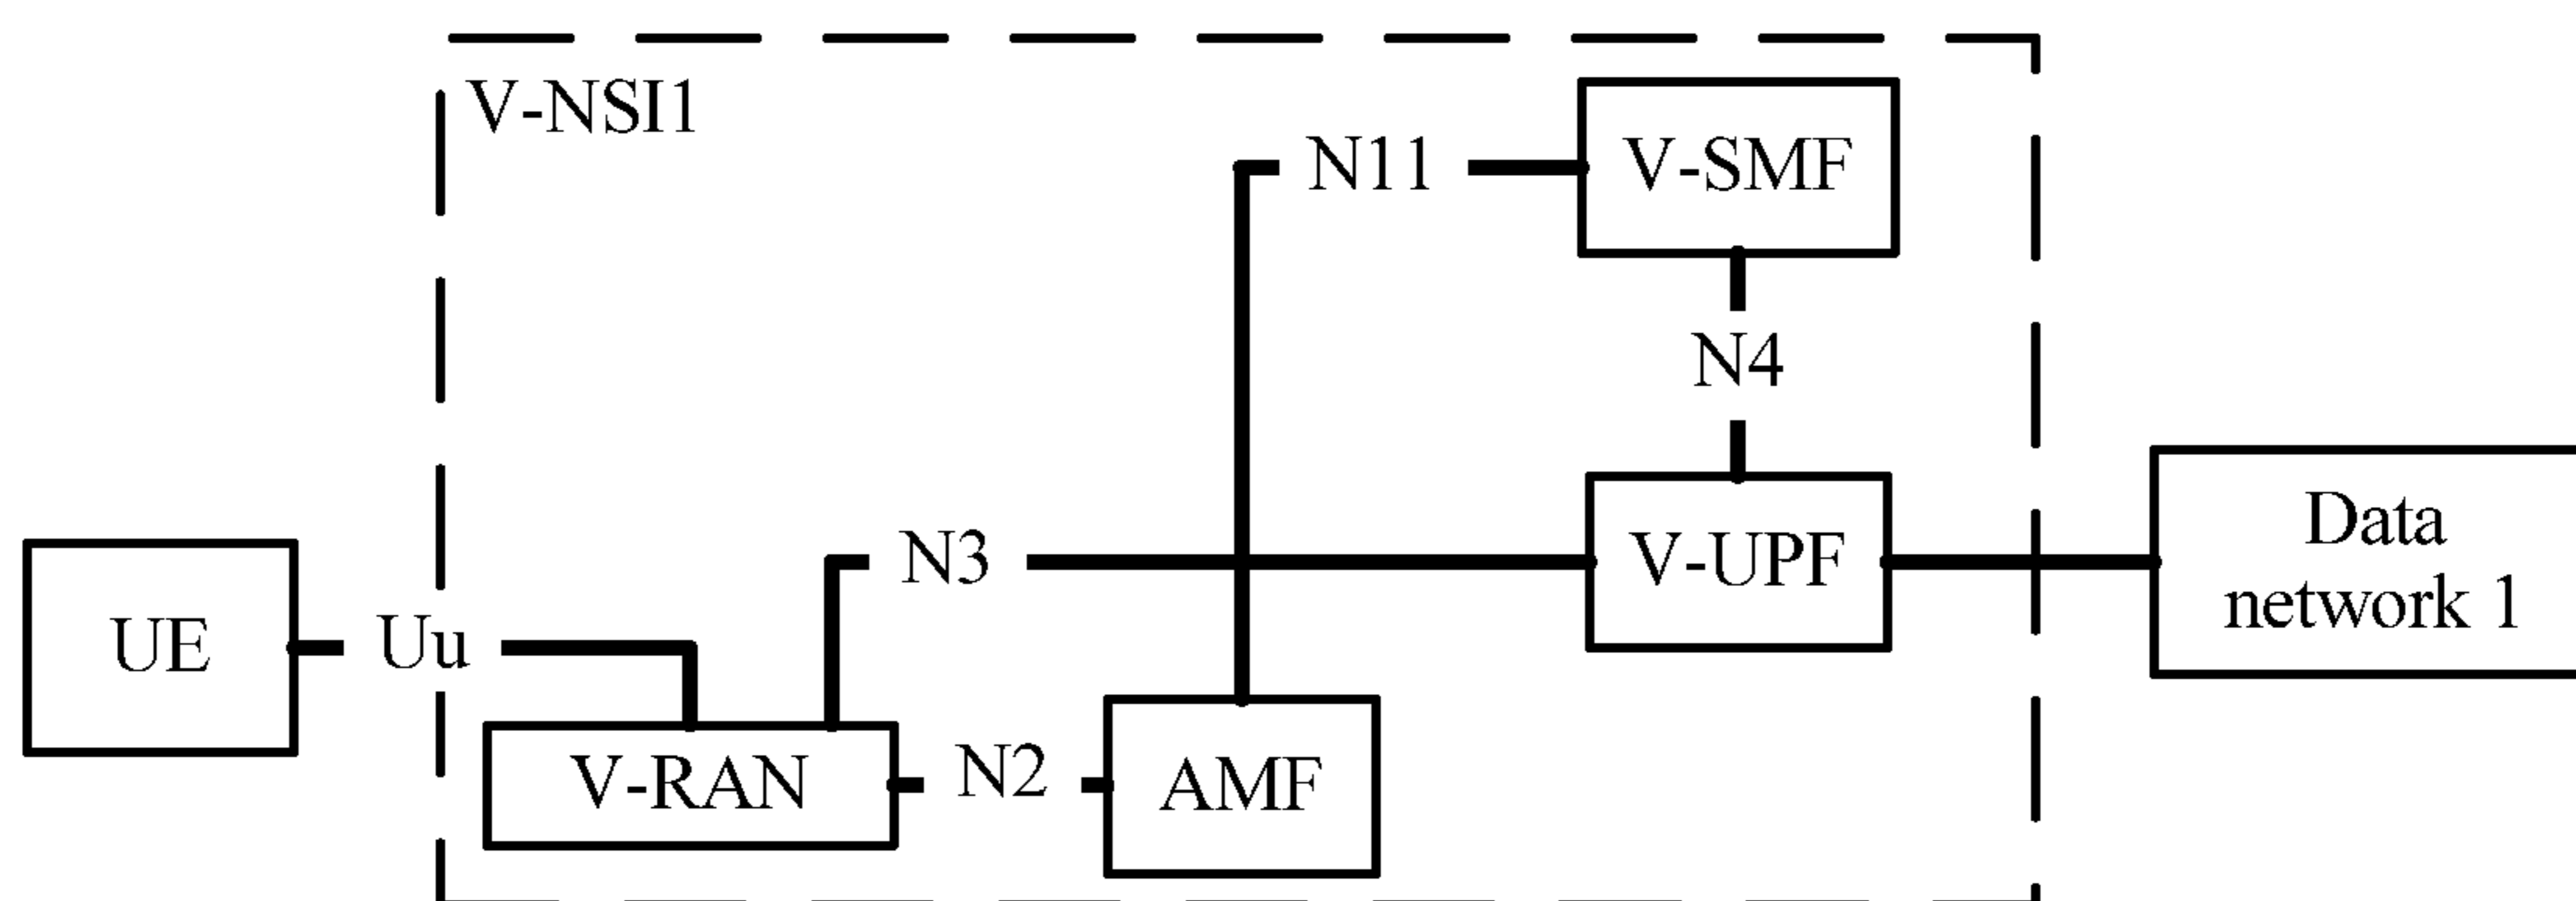 V-NSI1
V-SMF
N11
N4
Data
network 1
V-UPF
N3
UE
Uu
V-RAN
N2
AMF